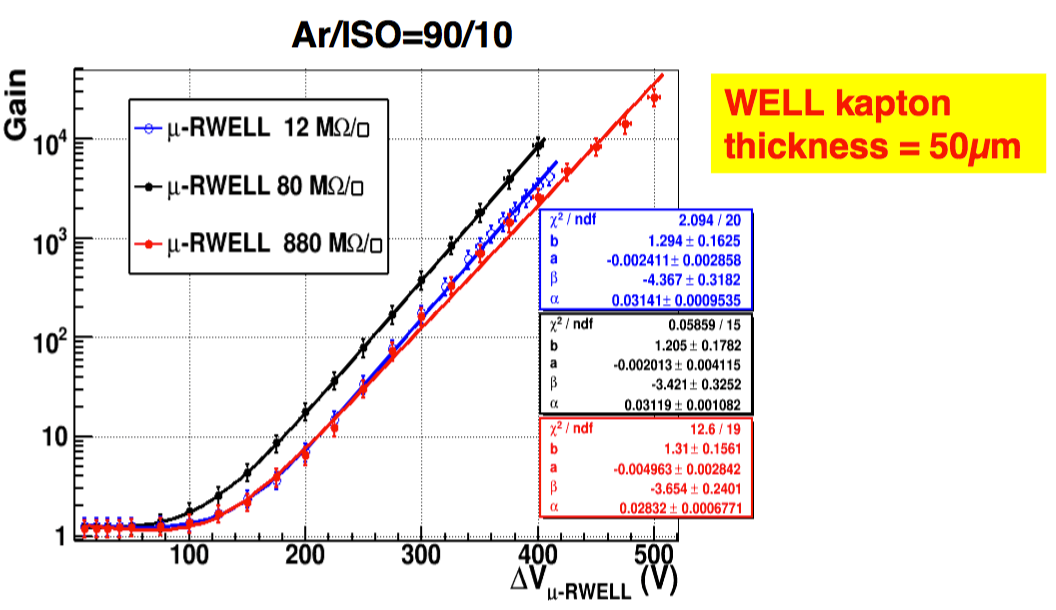 Ar/ISO=90/10
WELL kapton
thickness = 50μm
Gain
μ-RWELL 12 MΩ/□
μ-RWELL 80 MΩ/□
μ-RWELL 880 MΩ/□
10⁴
10³
10²
10
1
χ² / ndf 2.094 / 20
b 1.294 ± 0.1625
a -0.002411 ± 0.002858
β -4.367 ± 0.3182
α 0.03141 ± 0.0009535
χ² / ndf 0.05859 / 15
b 1.205 ± 0.1782
a -0.002013 ± 0.004115
β -3.421 ± 0.3252
α 0.03119 ± 0.001082
χ² / ndf 12.6 / 19
b 1.31 ± 0.1561
a -0.004963 ± 0.002842
β -3.654 ± 0.2401
α 0.02832 ± 0.0006771
100 200 300 400 500
ΔV μ-RWELL (V)